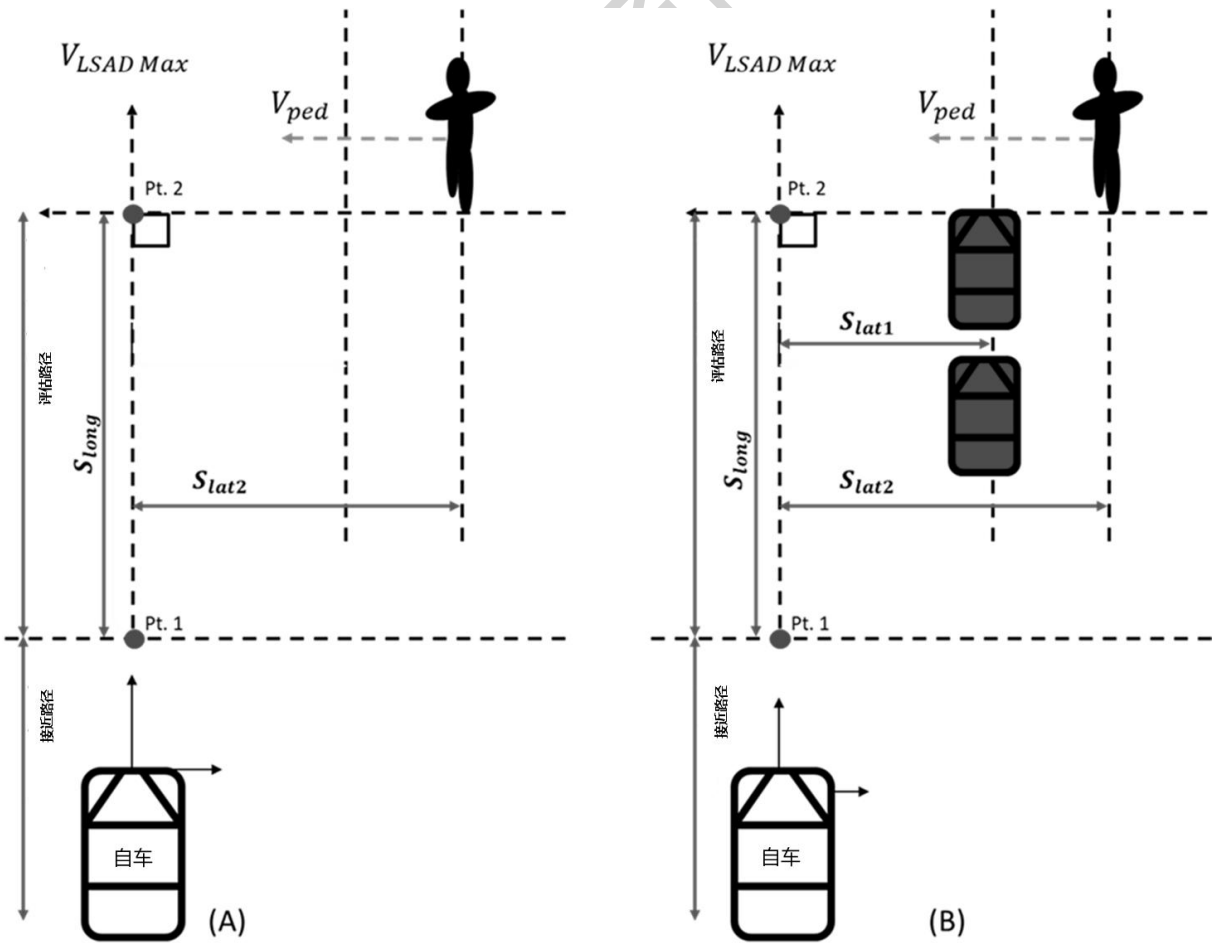 V_LSAD Max
V_ped
Pt. 2
评估路径
S_long
S_lat2
Pt. 1
接近路径
自车
(A)
V_LSAD Max
V_ped
Pt. 2
S_lat1
评估路径
S_long
S_lat2
Pt. 1
接近路径
自车
(B)